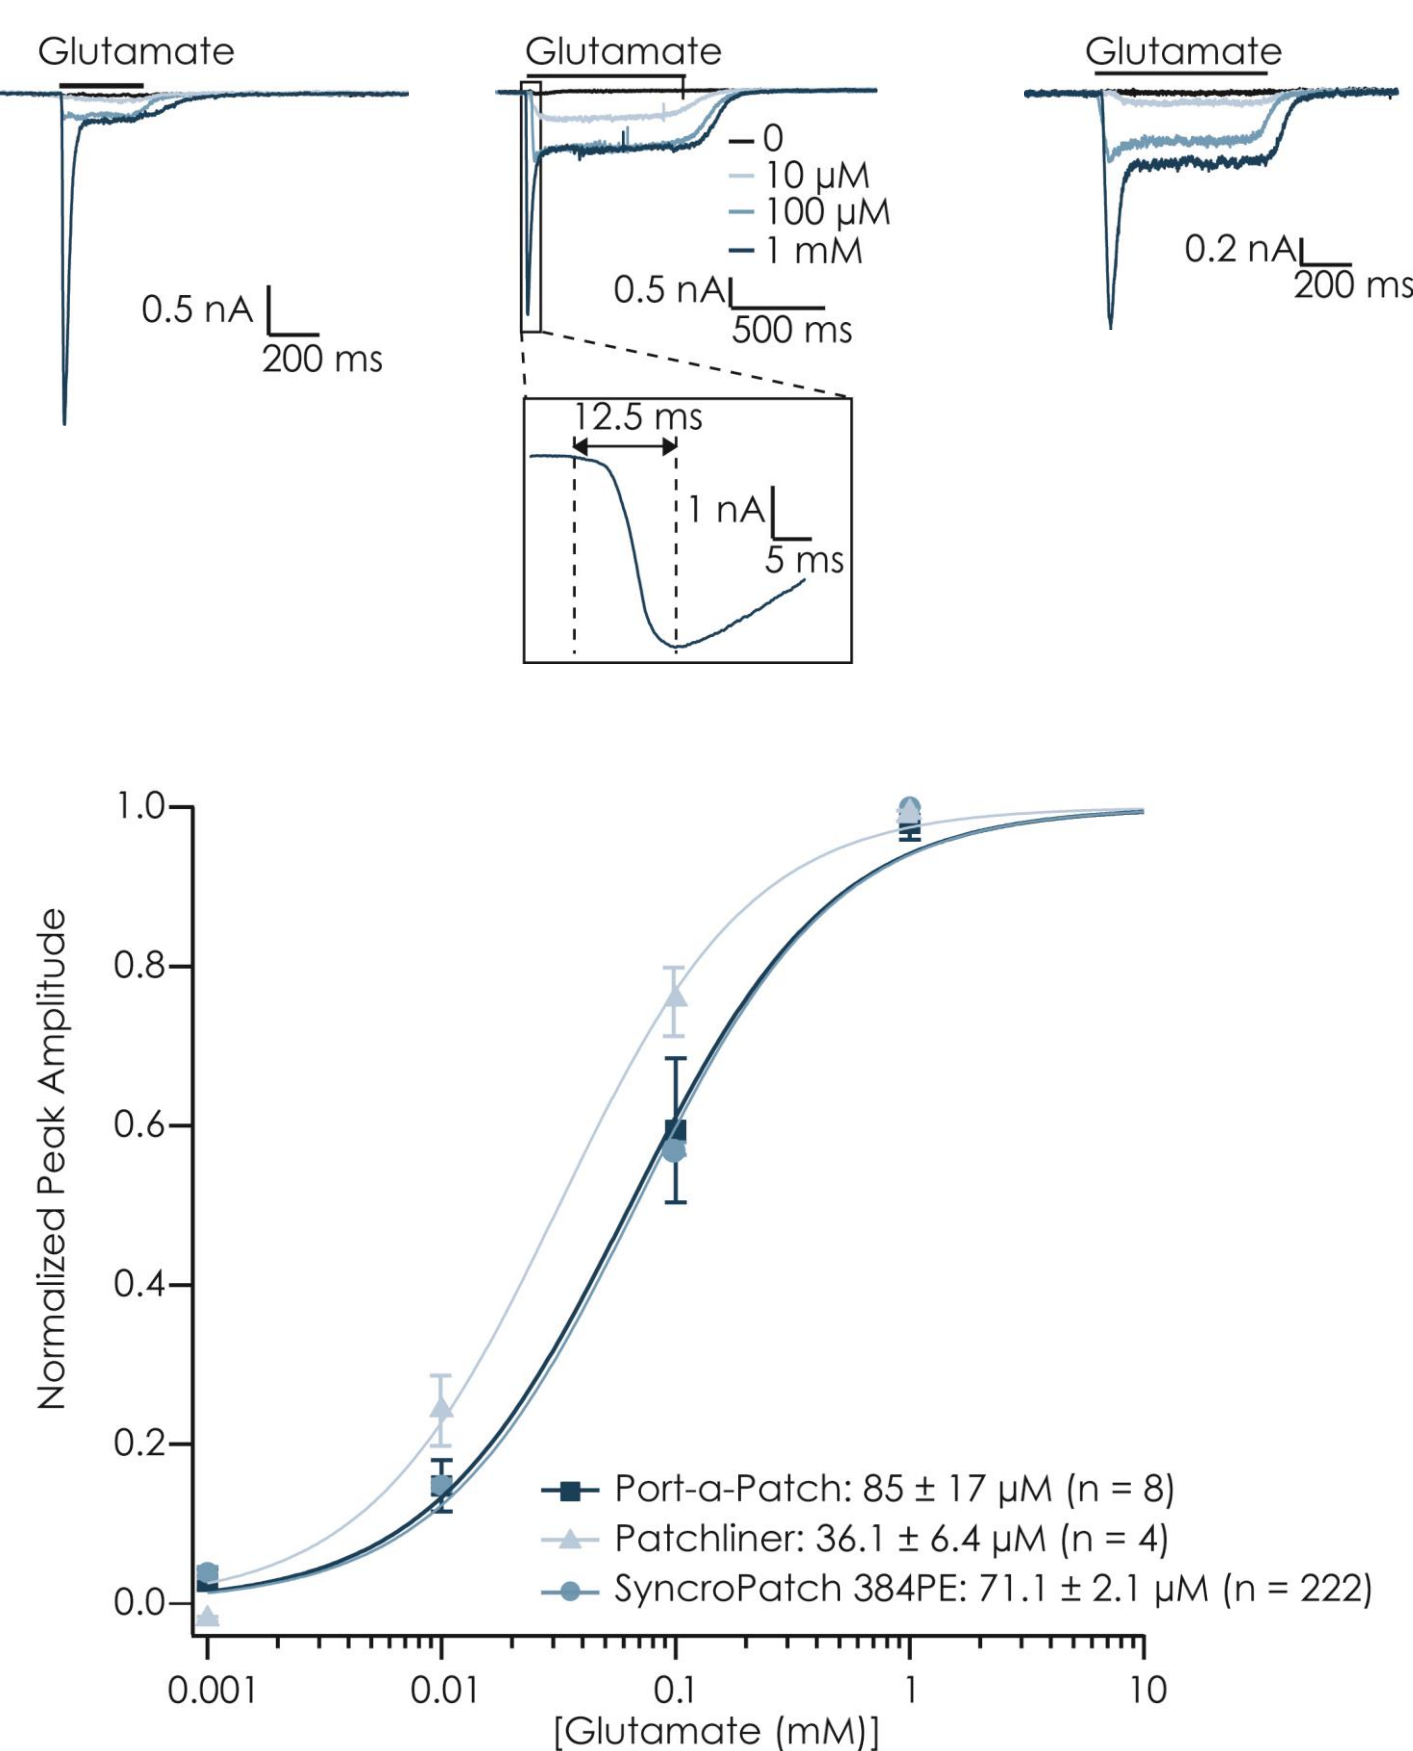 Glutamate
Glutamate
Glutamate
0
10 µM
100 µM
1 mM
0.5 nA
200 ms
0.5 nA
500 ms
0.2 nA
200 ms
12.5 ms
1 nA
5 ms
Normalized Peak Amplitude
1.0
0.8
0.6
0.4
0.2
0.0
Port-a-Patch: 85 ± 17 µM (n = 8)
Patchliner: 36.1 ± 6.4 µM (n = 4)
SyncroPatch 384PE: 71.1 ± 2.1 µM (n = 222)
0.001
0.01
0.1
1
10
[Glutamate (mM)]